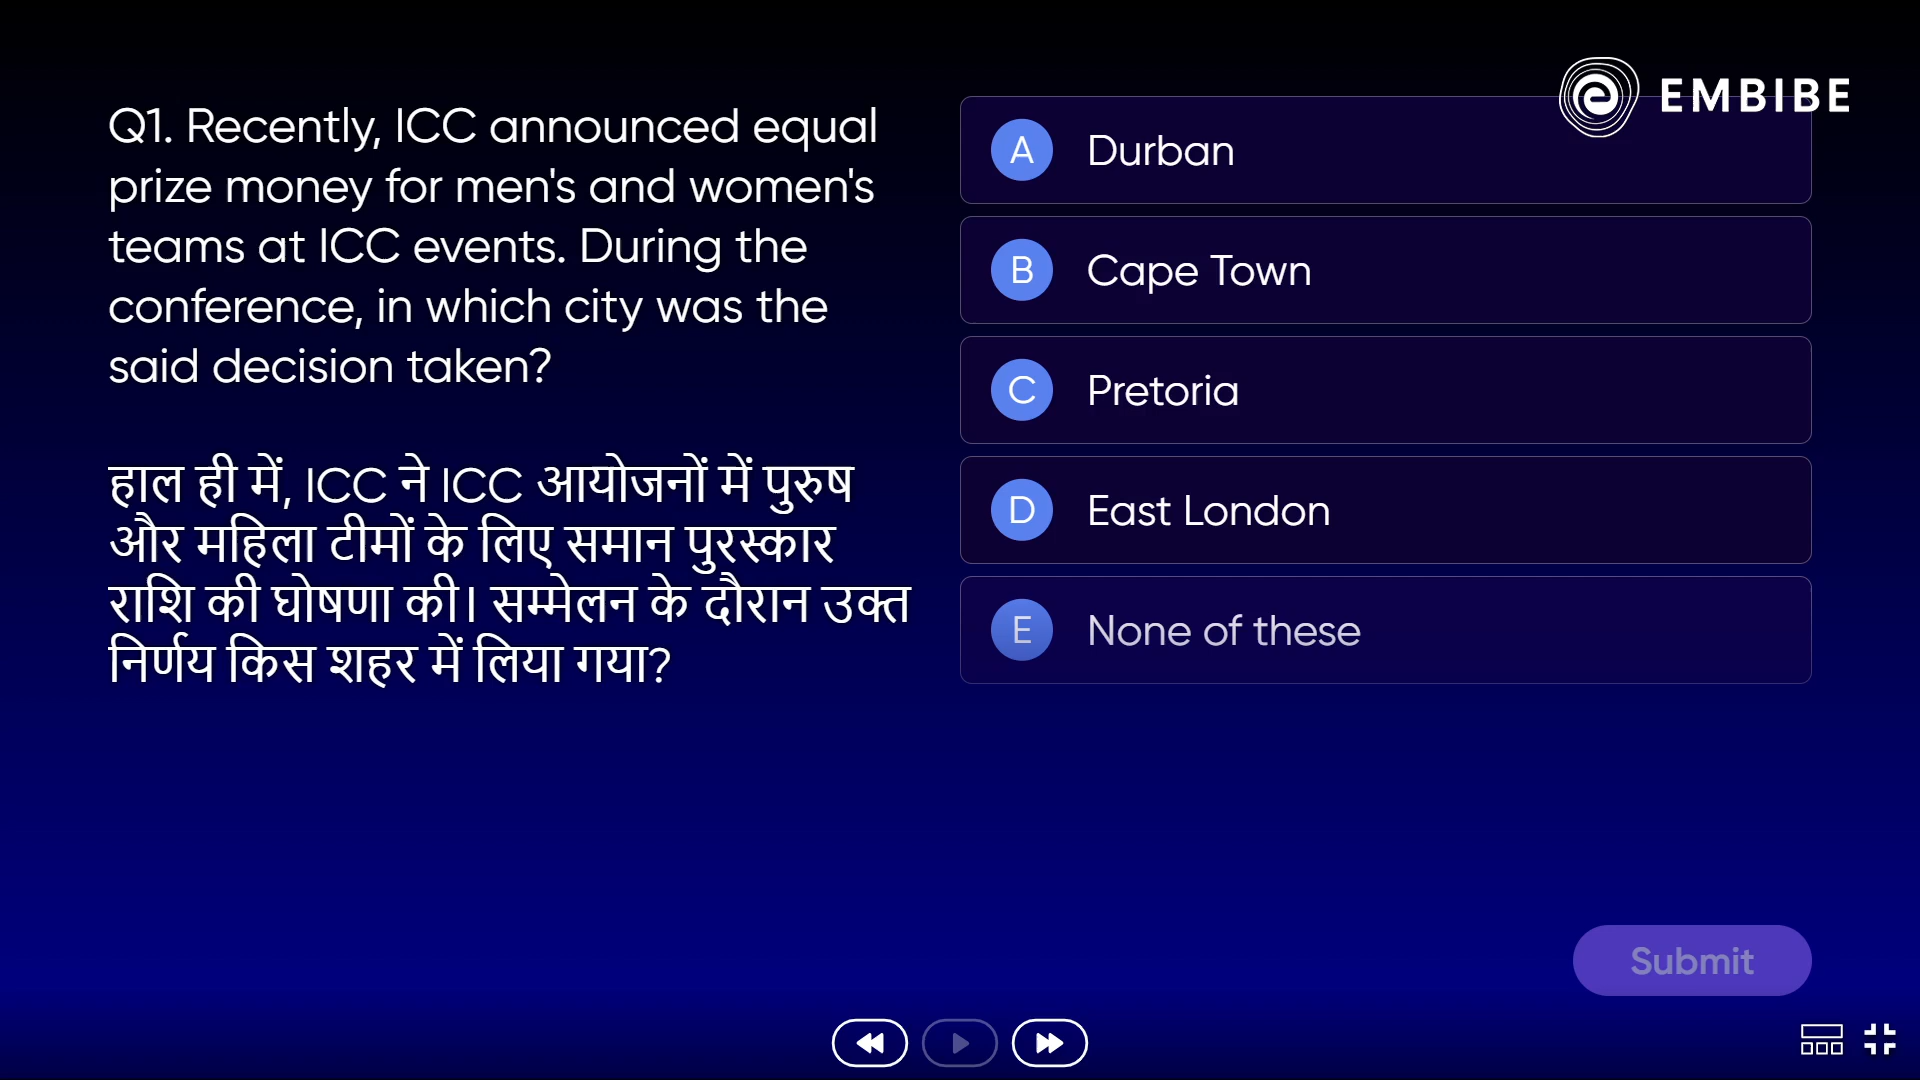 EMBIBE
Q1. Recently, ICC announced equal
prize money for men's and women's
teams at ICC events. During the
conference, in which city was the
said decision taken?
हाल ही में, ICC ने ICC आयोजनों में पुरुष
और महिला टीमों के लिए समान पुरस्कार
राशि की घोषणा की। सम्मेलन के दौरान उक्त
निर्णय किस शहर में लिया गया?
A Durban
B Cape Town
C Pretoria
D East London
E None of these
Submit